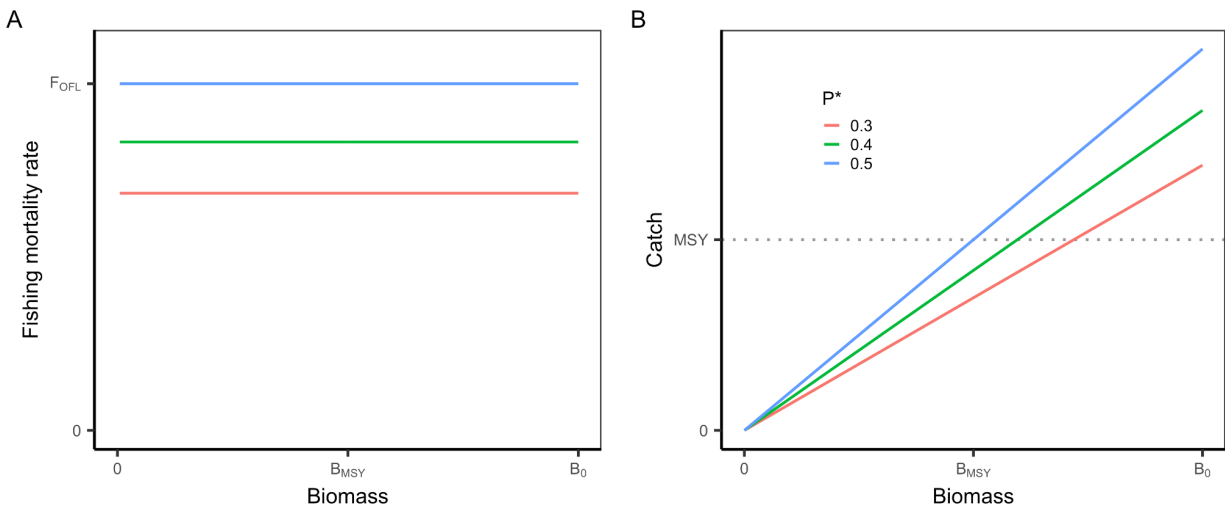 A
Fishing mortality rate
F_OFL
0
0
B_MSY
B_0
Biomass
B
Catch
MSY
0
P*
0.3
0.4
0.5
0
B_MSY
B_0
Biomass